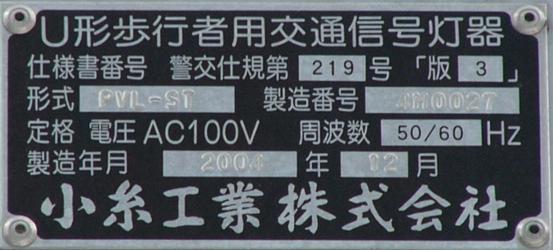 U形歩行者用交通信号灯器
仕様書番号 警交仕規第 219 号「版 3 」
形式 PVL-ST 製造番号 4M0027
定格 電圧 AC100V 周波数 50/60 Hz
製造年月 2004 年 12 月
小糸工業株式会社